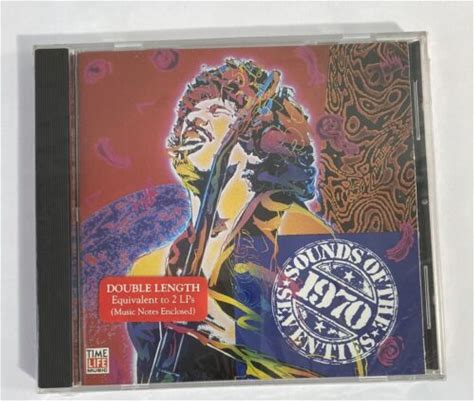 SOUNDS OF THE
1970
SEVENTIES
DOUBLE LENGTH
Equivalent to 2 LPs
(Music Notes Enclosed)
TIME
LIFE
MUSIC